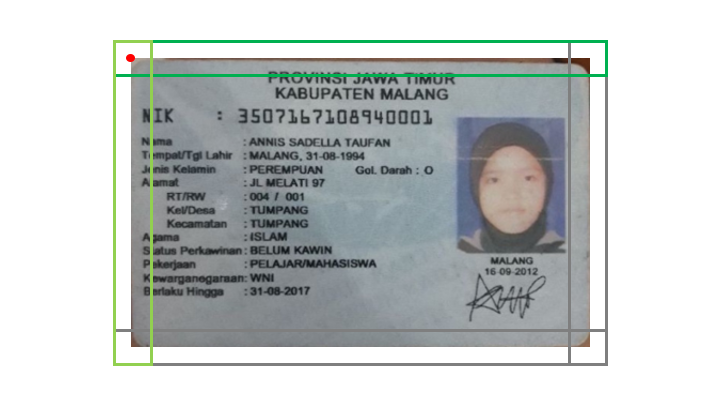 PROVINSI JAWA TIMUR
KABUPATEN MALANG
NIK : 3507167108940001
Nama : ANNIS SADELLA TAUFAN
Tempat/Tgl Lahir : MALANG, 31-08-1994
Jenis Kelamin : PEREMPUAN Gol. Darah : O
Alamat : JL MELATI 97
RT/RW : 004 / 001
Kel/Desa : TUMPANG
Kecamatan : TUMPANG
Agama : ISLAM
Status Perkawinan : BELUM KAWIN
Pekerjaan : PELAJAR/MAHASISWA
Kewarganegaraan : WNI
Berlaku Hingga : 31-08-2017
MALANG
16-09-2012